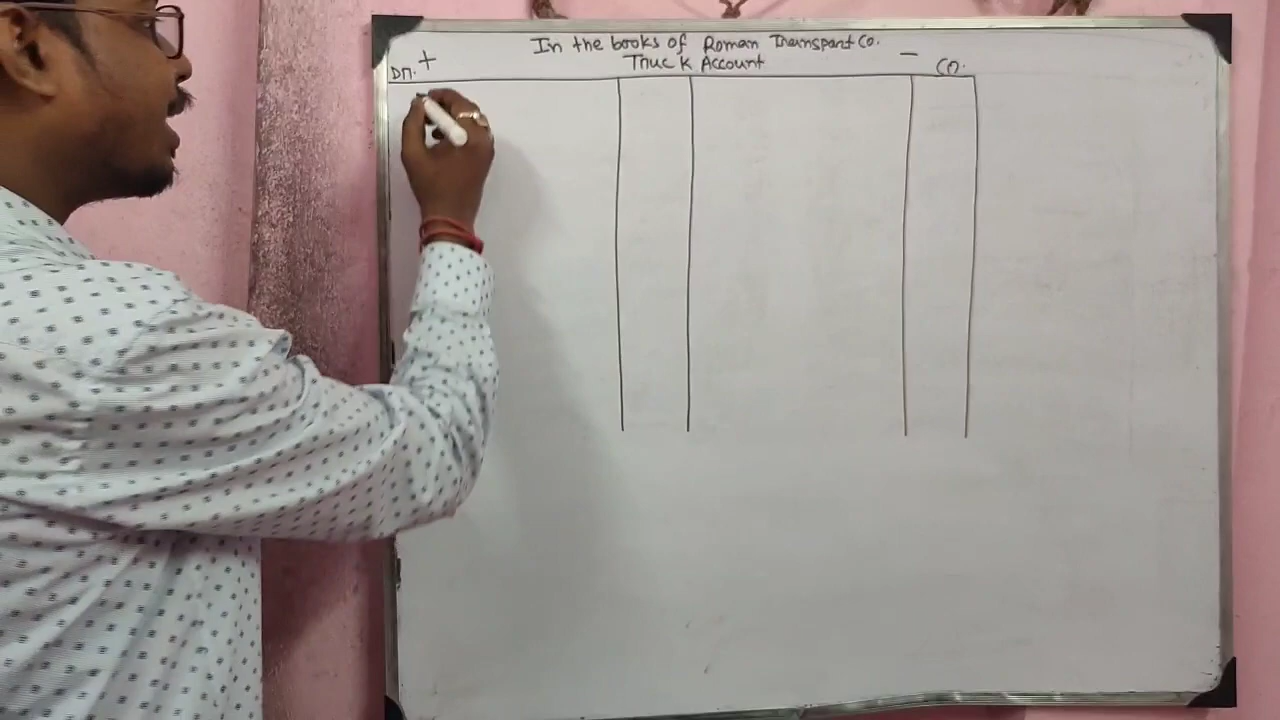 In the books of Roman Transport Co.
Truck Account
Dr. + - Cr.